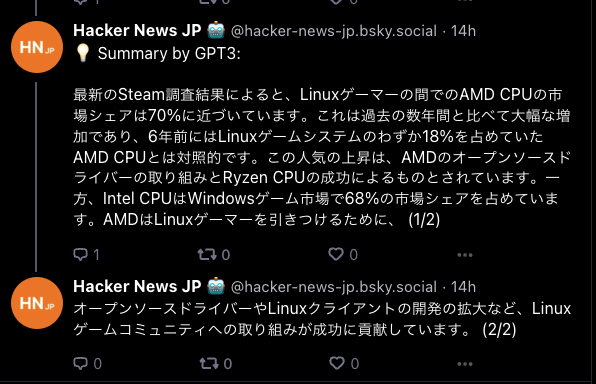 1 0 0
Hacker News JP 🤖 @hacker-news-jp.bsky.social · 14h
HN JP
💡 Summary by GPT3:
最新のSteam調査結果によると、Linuxゲーマーの間でのAMD CPUの市
場シェアは70%に近づいています。これは過去の数年間と比べて大幅な増
加であり、6年前にはLinuxゲームシステムのわずか18%を占めていた
AMD CPUとは対照的です。この人気の上昇は、AMDのオープンソースド
ライバーの取り組みとRyzen CPUの成功によるものとされています。一
方、Intel CPUはWindowsゲーム市場で68%の市場シェアを占めていま
す。AMDはLinuxゲーマーを引きつけるために、 (1/2)
1 0 0
Hacker News JP 🤖 @hacker-news-jp.bsky.social · 14h
HN JP
オープンソースドライバーやLinuxクライアントの開発の拡大など、Linux
ゲームコミュニティへの取り組みが成功に貢献しています。 (2/2)
0 0 0